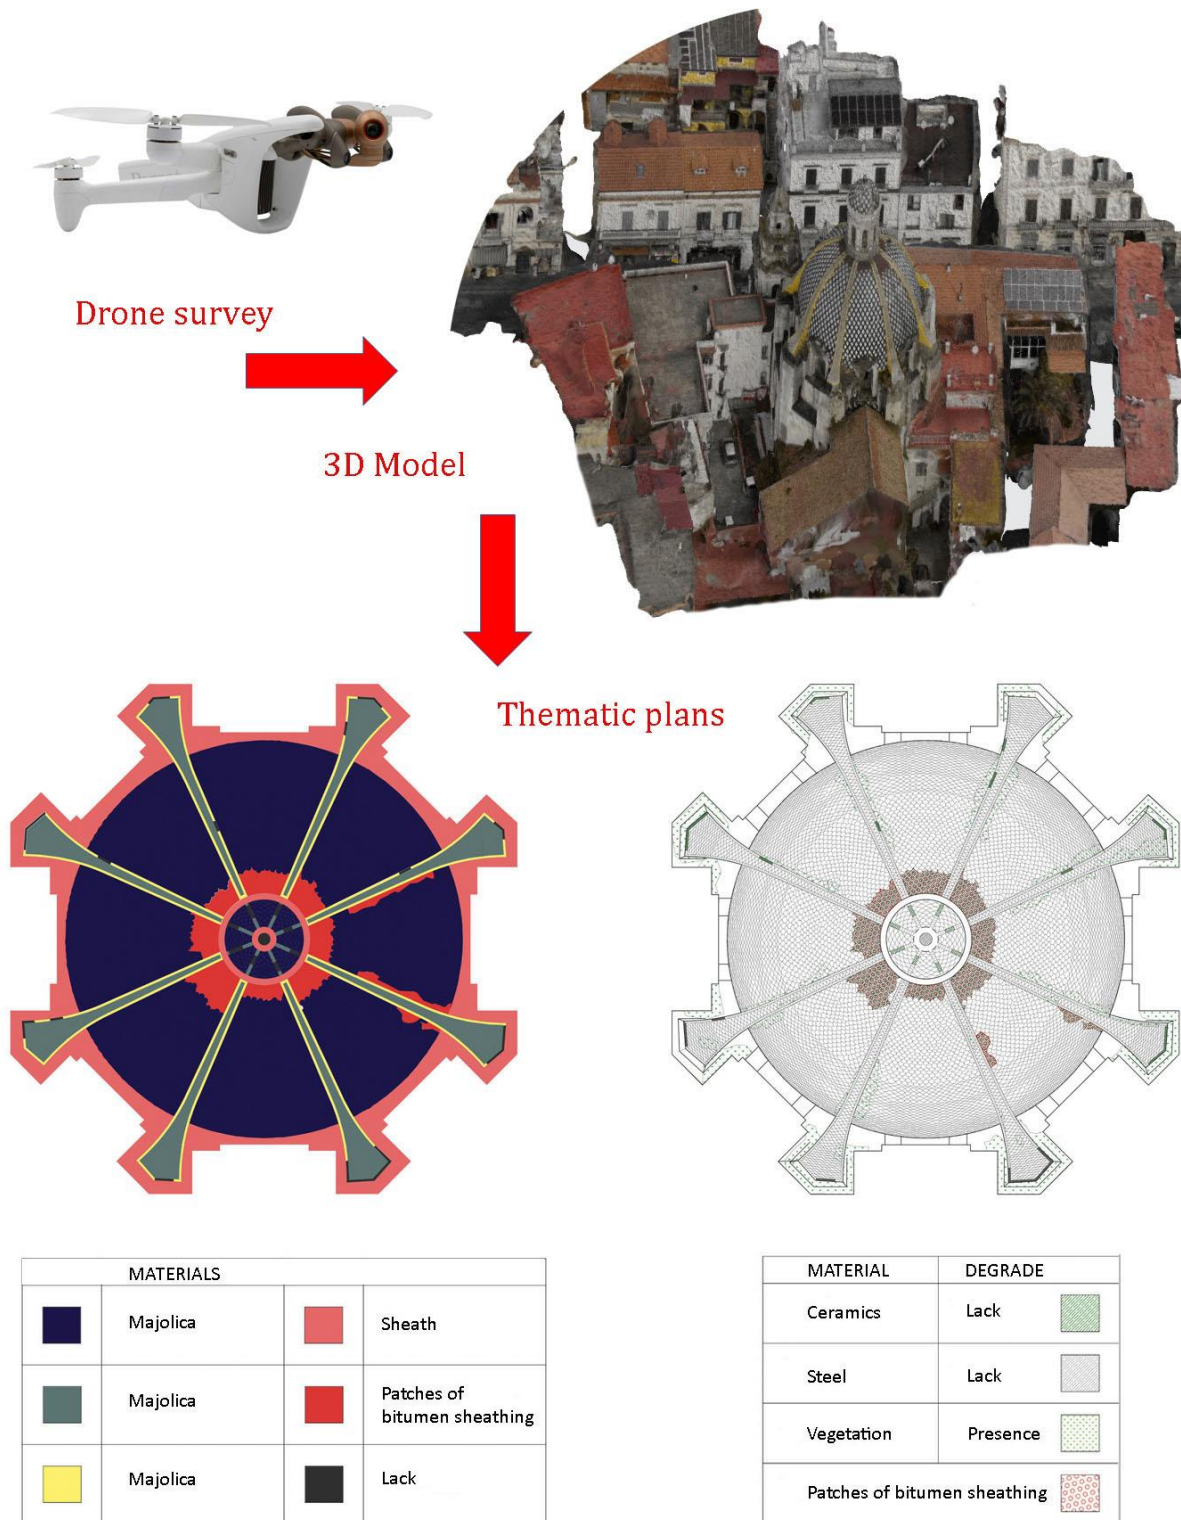 Drone survey
3D Model
Thematic plans
MATERIALS
Majolica
Sheath
Majolica
Patches of
bitumen sheathing
Majolica
Lack
MATERIAL DEGRADE
Ceramics Lack
Steel Lack
Vegetation Presence
Patches of bitumen sheathing